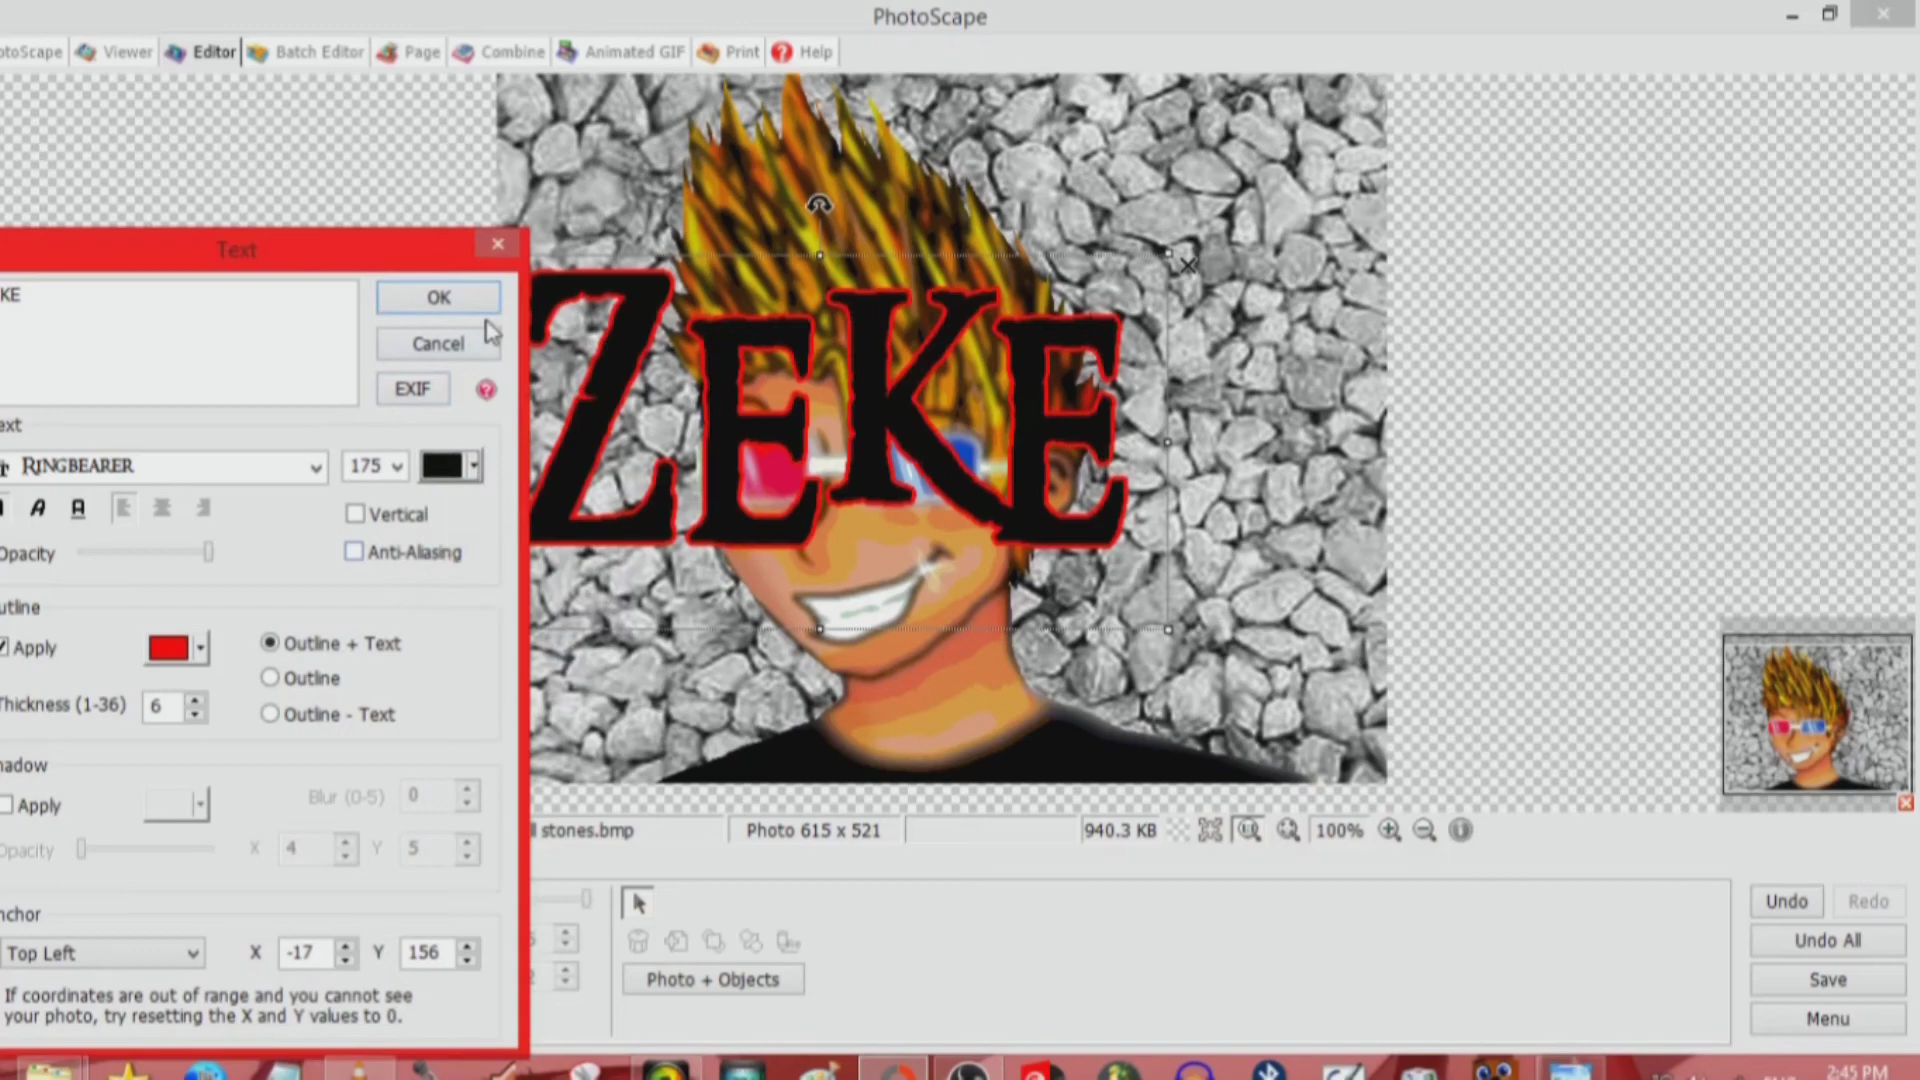 PhotoScape
otoScape Viewer Editor Batch Editor Page Combine Animated GIF Print Help
Text
KE
OK
Cancel
EXIF
ZEKE
ext
RINGBEARER 175
A A
Vertical
Opacity
Anti-Aliasing
utline
Apply
Outline + Text
Outline
Thickness (1-36) 6
Outline - Text
hadow
Apply
Blur (0-5) 0
Opacity X 4 Y 5
nchor
Top Left X -17 Y 156
If coordinates are out of range and you cannot see
your photo, try resetting the X and Y values to 0.
l stones.bmp Photo 615 x 521 940.3 KB 100%
Photo + Objects
Undo Redo
Undo All
Save
Menu
2:45 PM